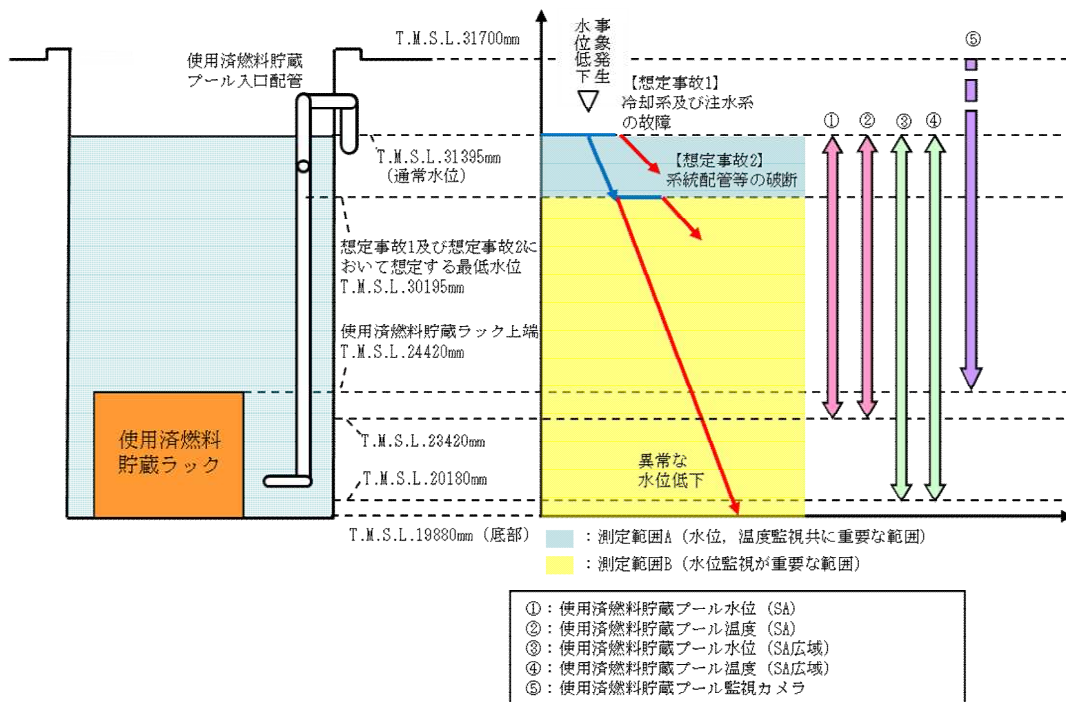 T.M.S.L.31700mm
使用済燃料貯蔵
プール入口配管
T.M.S.L.31395mm
(通常水位)
想定事故1及び想定事故2に
おいて想定する最低水位
T.M.S.L.30195mm
使用済燃料貯蔵ラック上端
T.M.S.L.24420mm
使用済燃料
貯蔵ラック
T.M.S.L.23420mm
T.M.S.L.20180mm
T.M.S.L.19880mm (底部)
事象発生
水位低下
【想定事故1】
冷却系及び注水系
の故障
【想定事故2】
系統配管等の破断
異常な
水位低下
①
②
③
④
⑤
:測定範囲A (水位,温度監視共に重要な範囲)
:測定範囲B (水位監視が重要な範囲)
①:使用済燃料貯蔵プール水位 (SA)
②:使用済燃料貯蔵プール温度 (SA)
③:使用済燃料貯蔵プール水位 (SA広域)
④:使用済燃料貯蔵プール温度 (SA広域)
⑤:使用済燃料貯蔵プール監視カメラ